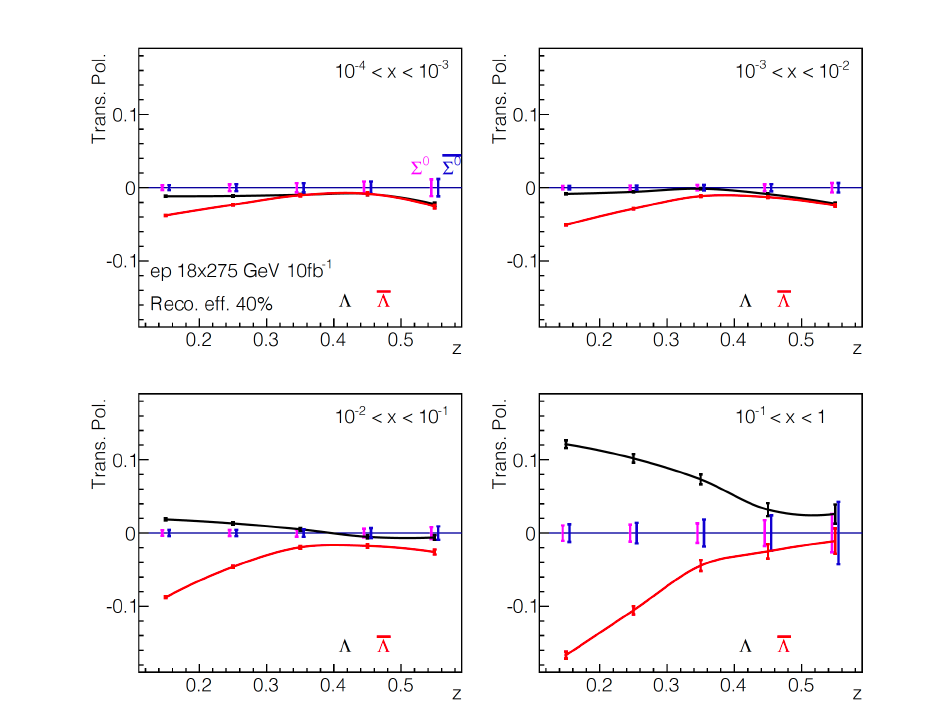 Trans. Pol.
10⁻⁴ < x < 10⁻³
0.1
Σ⁰ Σ̅⁰
0
-0.1
ep 18x275 GeV 10fb⁻¹
Reco. eff. 40%
Λ Λ̅
0.2 0.3 0.4 0.5
z
Trans. Pol.
10⁻³ < x < 10⁻²
0.1
0
-0.1
Λ Λ̅
0.2 0.3 0.4 0.5
z
Trans. Pol.
10⁻² < x < 10⁻¹
0.1
0
-0.1
Λ Λ̅
0.2 0.3 0.4 0.5
z
Trans. Pol.
10⁻¹ < x < 1
0.1
0
-0.1
Λ Λ̅
0.2 0.3 0.4 0.5
z